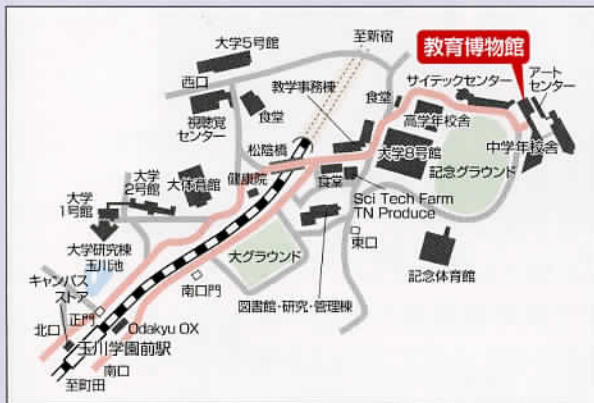 至新宿
大学5号館
教育博物館
西口
教学事務棟
サイテックセンター
アート
センター
食堂
食堂
視聴覚
センター
高学年校舎
松陰橋
大学8号館
中学年校舎
記念グラウンド
大体育館
健康院
食堂
大学
2号館
大学
1号館
Sci Tech Farm
TN Produce
東口
大学研究棟
玉川池
大グラウンド
記念体育館
キャンパス
ストア
南口門
図書館・研究・管理棟
正門
北口
Odakyu OX
玉川学園前駅
南口
至町田